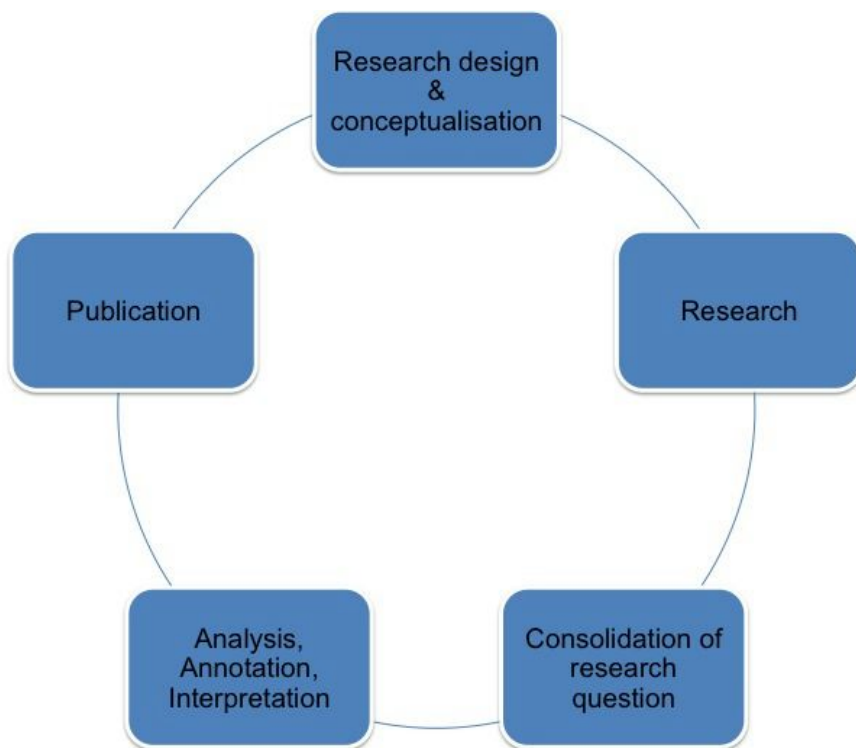 Research design
&
conceptualisation
Research
Consolidation of
research
question
Analysis,
Annotation,
Interpretation
Publication